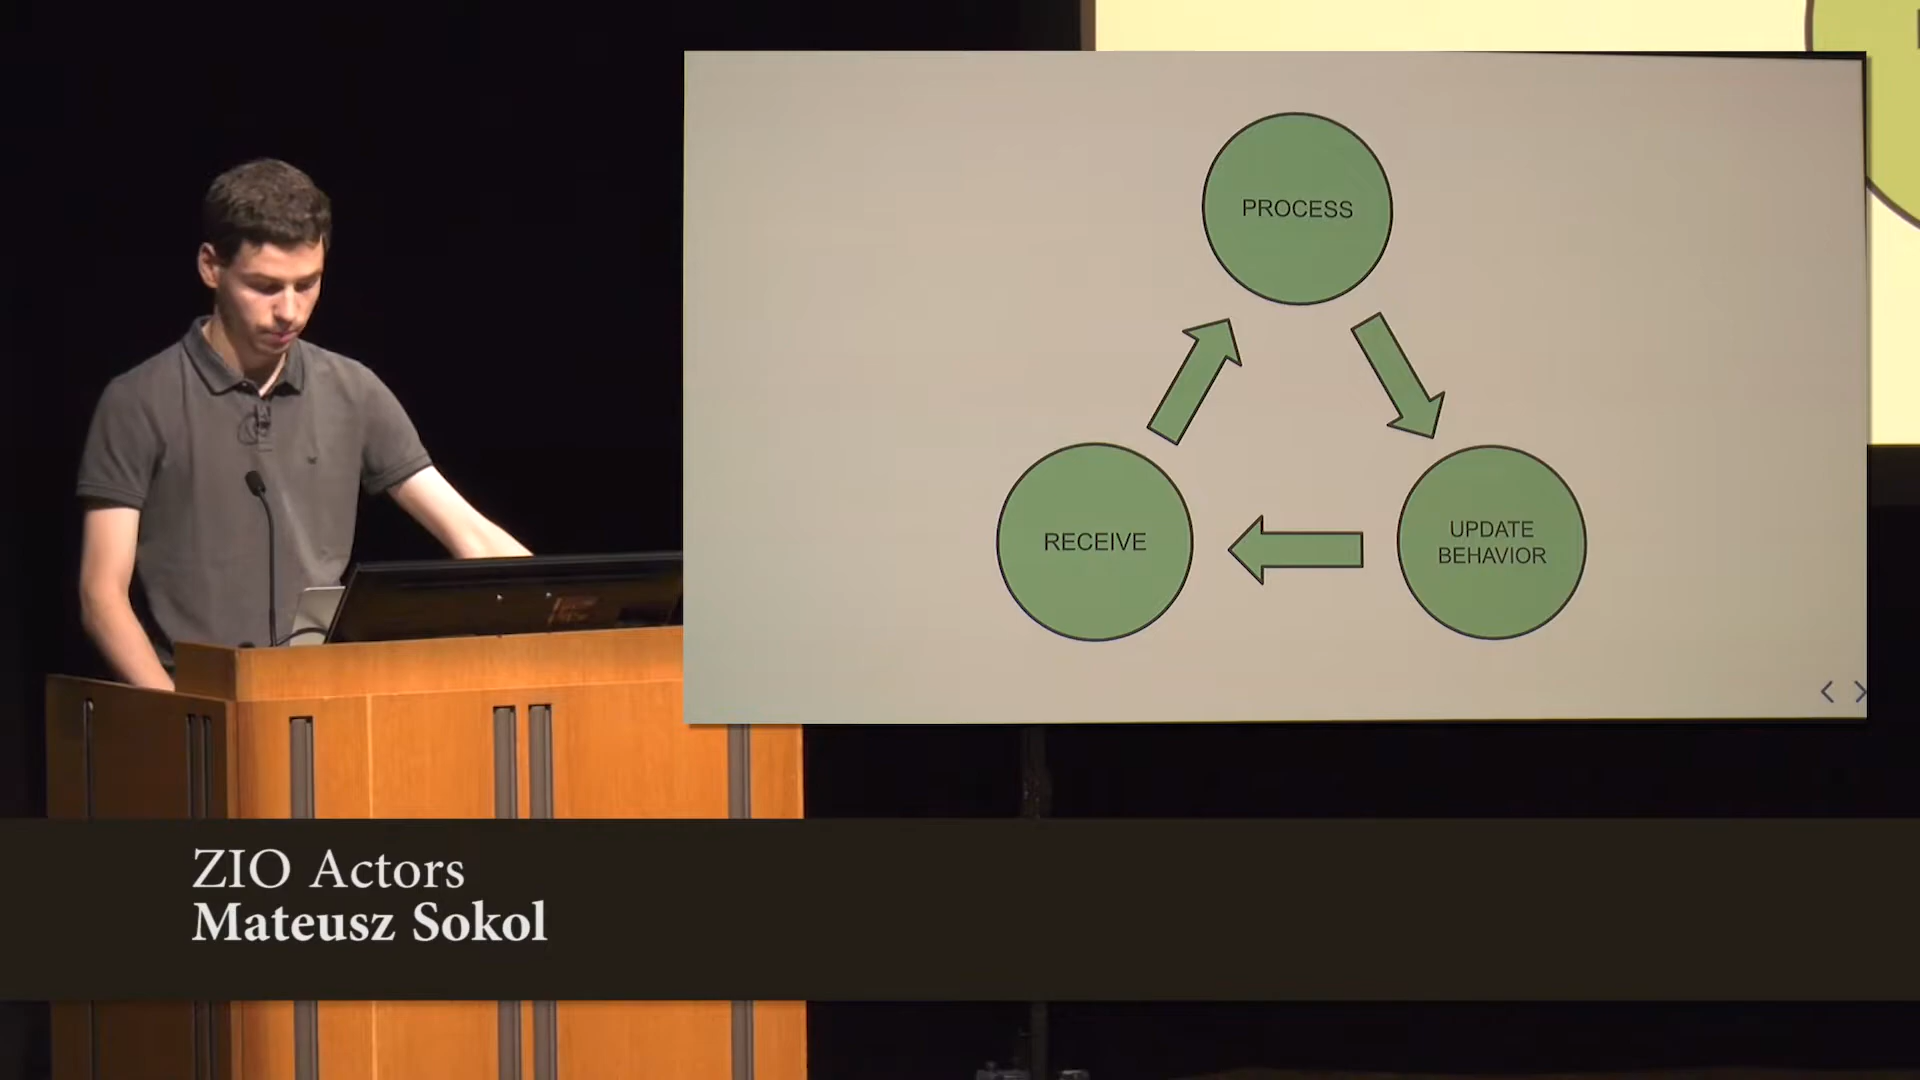 PROCESS
RECEIVE
UPDATE
BEHAVIOR
ZIO Actors
Mateusz Sokol